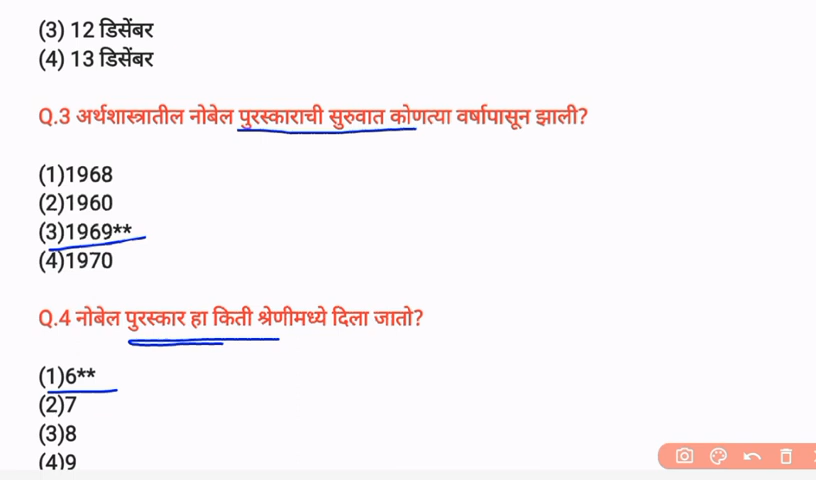 (3) 12 डिसेंबर
(4) 13 डिसेंबर
Q.3 अर्थशास्त्रातील नोबेल पुरस्काराची सुरुवात कोणत्या वर्षापासून झाली?
(1)1968
(2)1960
(3)1969**
(4)1970
Q.4 नोबेल पुरस्कार हा किती श्रेणीमध्ये दिला जातो?
(1)6**
(2)7
(3)8
(4)9